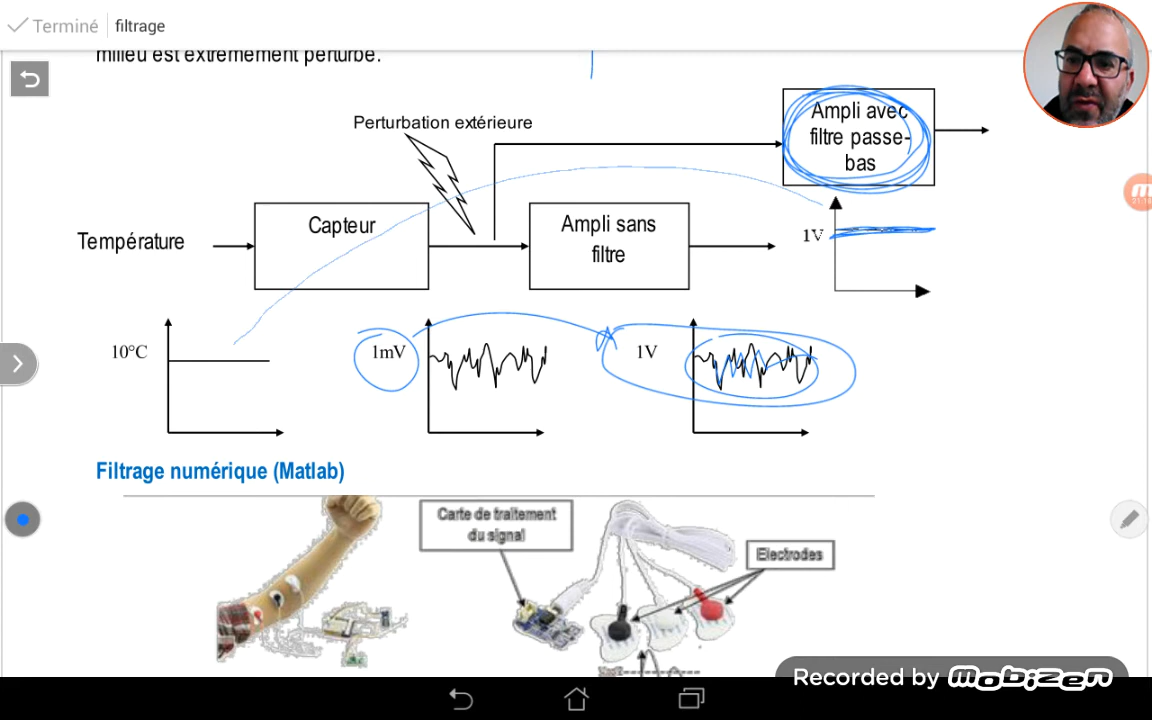 Terminé
filtrage
milieu est extrêmement perturbé.
Perturbation extérieure
Ampli avec
filtre passe-
bas
Température
Capteur
Ampli sans
filtre
1V
10°C
1mV
1V
Filtrage numérique (Matlab)
Carte de traitement
du signal
Electrodes
Recorded by mobizen